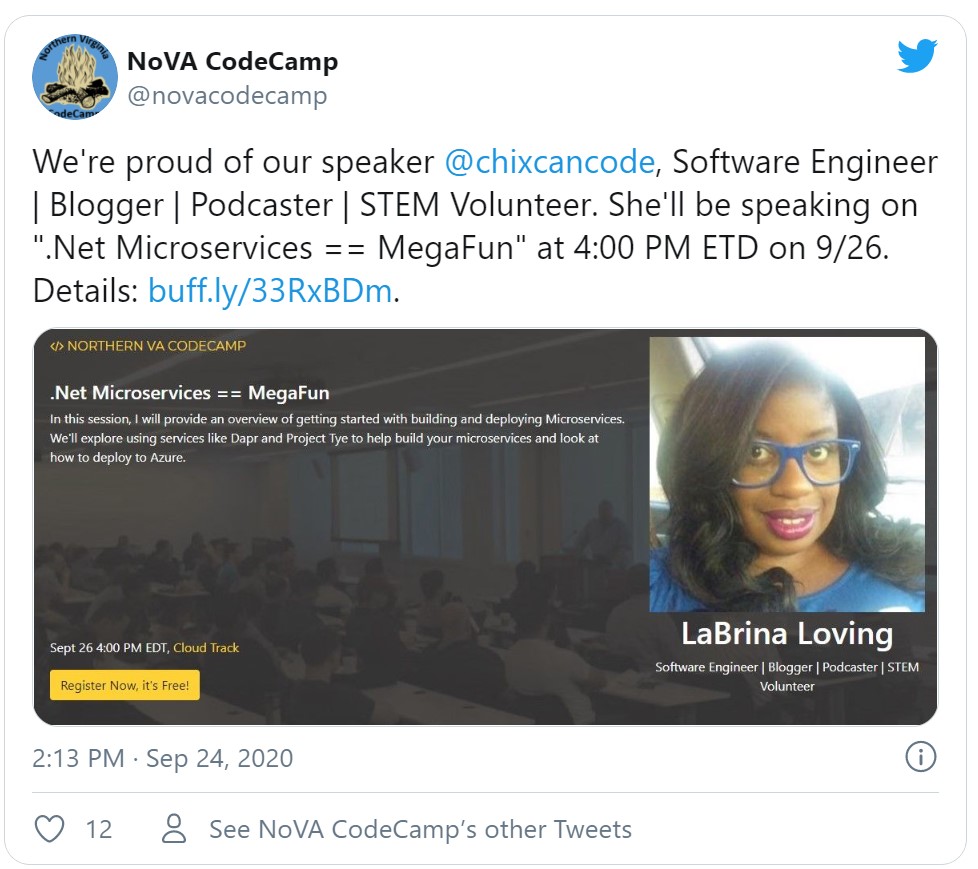 Northern Virginia
CodeCamp
NoVA CodeCamp
@novacodecamp
We're proud of our speaker @chixcancode, Software Engineer
| Blogger | Podcaster | STEM Volunteer. She'll be speaking on
".Net Microservices == MegaFun" at 4:00 PM ETD on 9/26.
Details: buff.ly/33RxBDm.
</> NORTHERN VA CODECAMP
.Net Microservices == MegaFun
In this session, I will provide an overview of getting started with building and deploying Microservices.
We'll explore using services like Dapr and Project Tye to help build your microservices and look at
how to deploy to Azure.
Sept 26 4:00 PM EDT, Cloud Track
Register Now, it's Free!
LaBrina Loving
Software Engineer | Blogger | Podcaster | STEM
Volunteer
2:13 PM · Sep 24, 2020
12
See NoVA CodeCamp's other Tweets